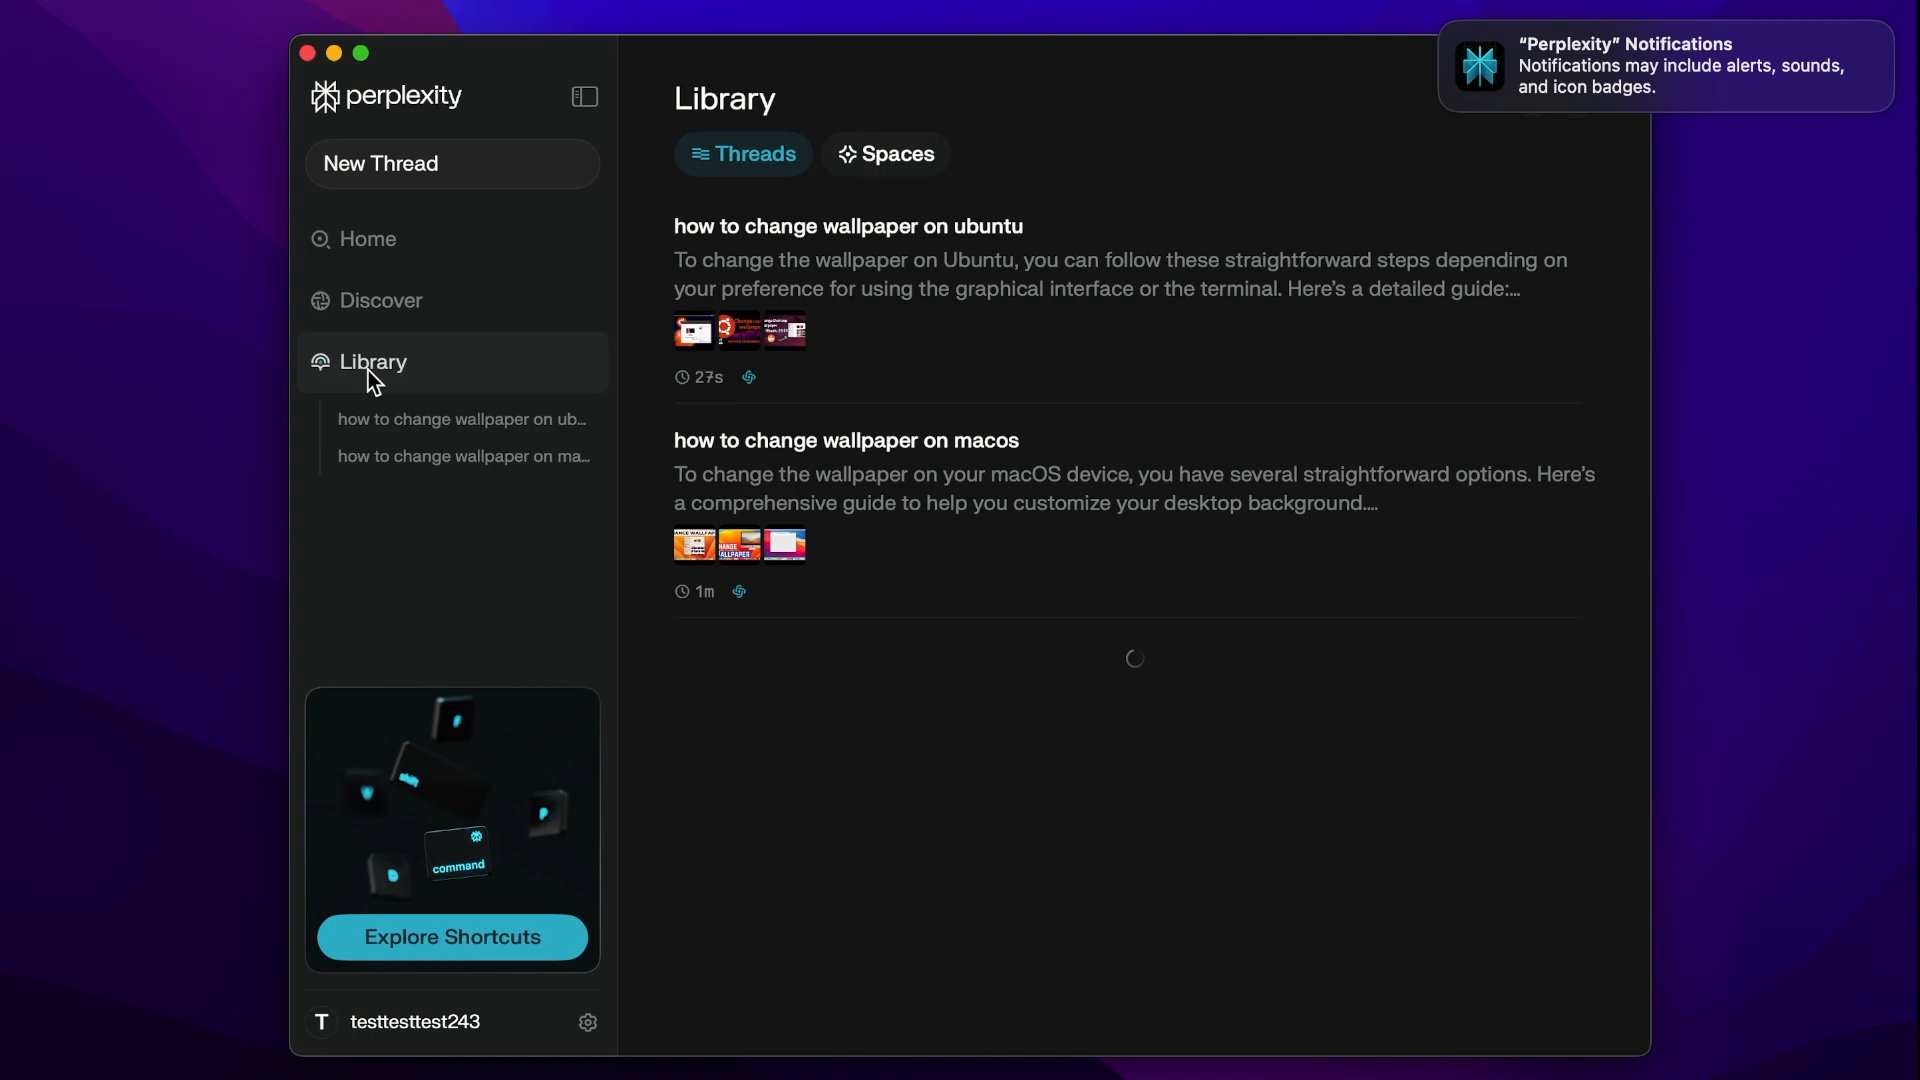 perplexity
New Thread
Home
Discover
Library
how to change wallpaper on ub...
how to change wallpaper on ma...
shift
W
P
command
Explore Shortcuts
T testtesttest243
Library
Threads
Spaces
how to change wallpaper on ubuntu
To change the wallpaper on Ubuntu, you can follow these straightforward steps depending on
your preference for using the graphical interface or the terminal. Here's a detailed guide:...
27s
how to change wallpaper on macos
To change the wallpaper on your macOS device, you have several straightforward options. Here's
a comprehensive guide to help you customize your desktop background....
1m
“Perplexity” Notifications
Notifications may include alerts, sounds,
and icon badges.